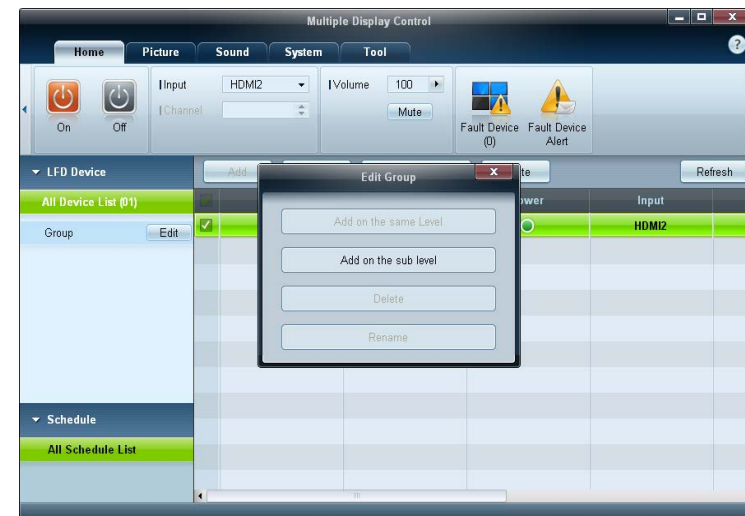 Multiple Display Control
Home Picture Sound System Tool
?
Input HDMI2
Channel
Volume 100
Mute
On Off
Fault Device (0)
Fault Device Alert
LFD Device
Add
te
Refresh
Edit Group
x
All Device List (01)
ower Input
Group Edit
HDMI2
Add on the same Level
Add on the sub level
Delete
Rename
Schedule
All Schedule List